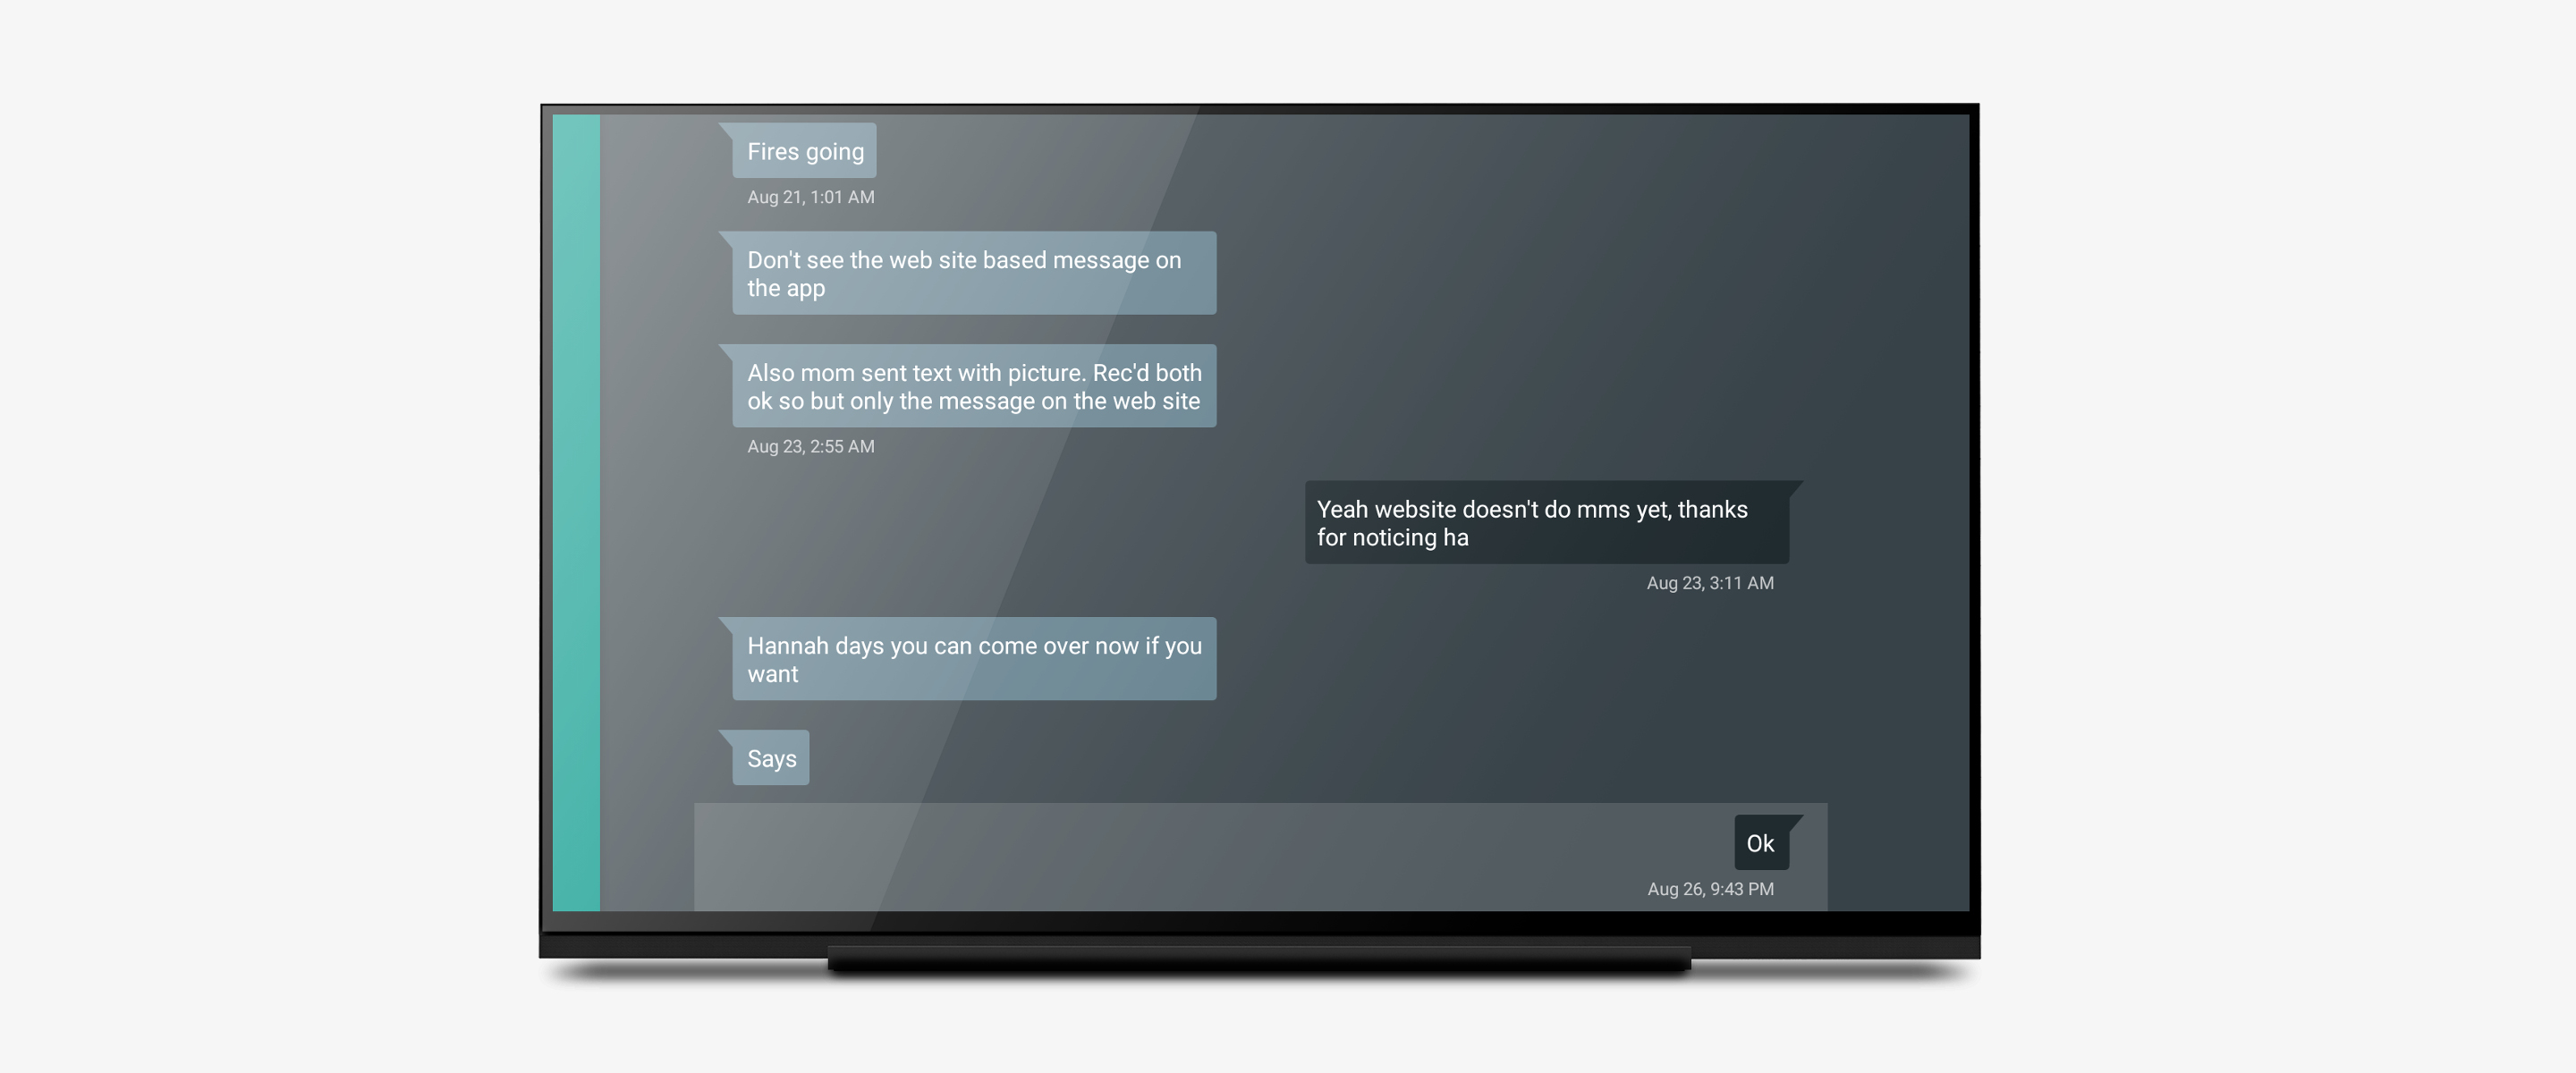 Fires going
Aug 21, 1:01 AM
Don't see the web site based message on
the app
Also mom sent text with picture. Rec'd both
ok so but only the message on the web site
Aug 23, 2:55 AM
Yeah website doesn't do mms yet, thanks
for noticing ha
Aug 23, 3:11 AM
Hannah days you can come over now if you
want
Says
Ok
Aug 26, 9:43 PM